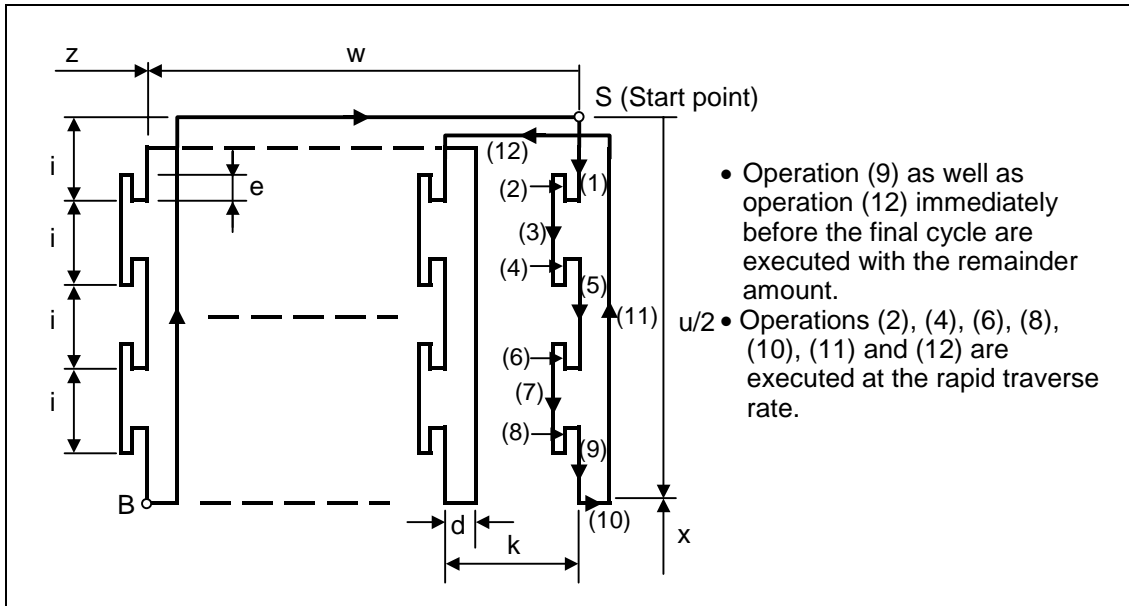 z
w
S (Start point)
i
e
(12)
(1)
(2)
i
(3)
(4)
(5)
i
(11)
u/2
(6)
(7)
i
(8)
(9)
B
(10)
d
k
x
• Operation (9) as well as
operation (12) immediately
before the final cycle are
executed with the remainder
amount.
• Operations (2), (4), (6), (8),
(10), (11) and (12) are
executed at the rapid traverse
rate.